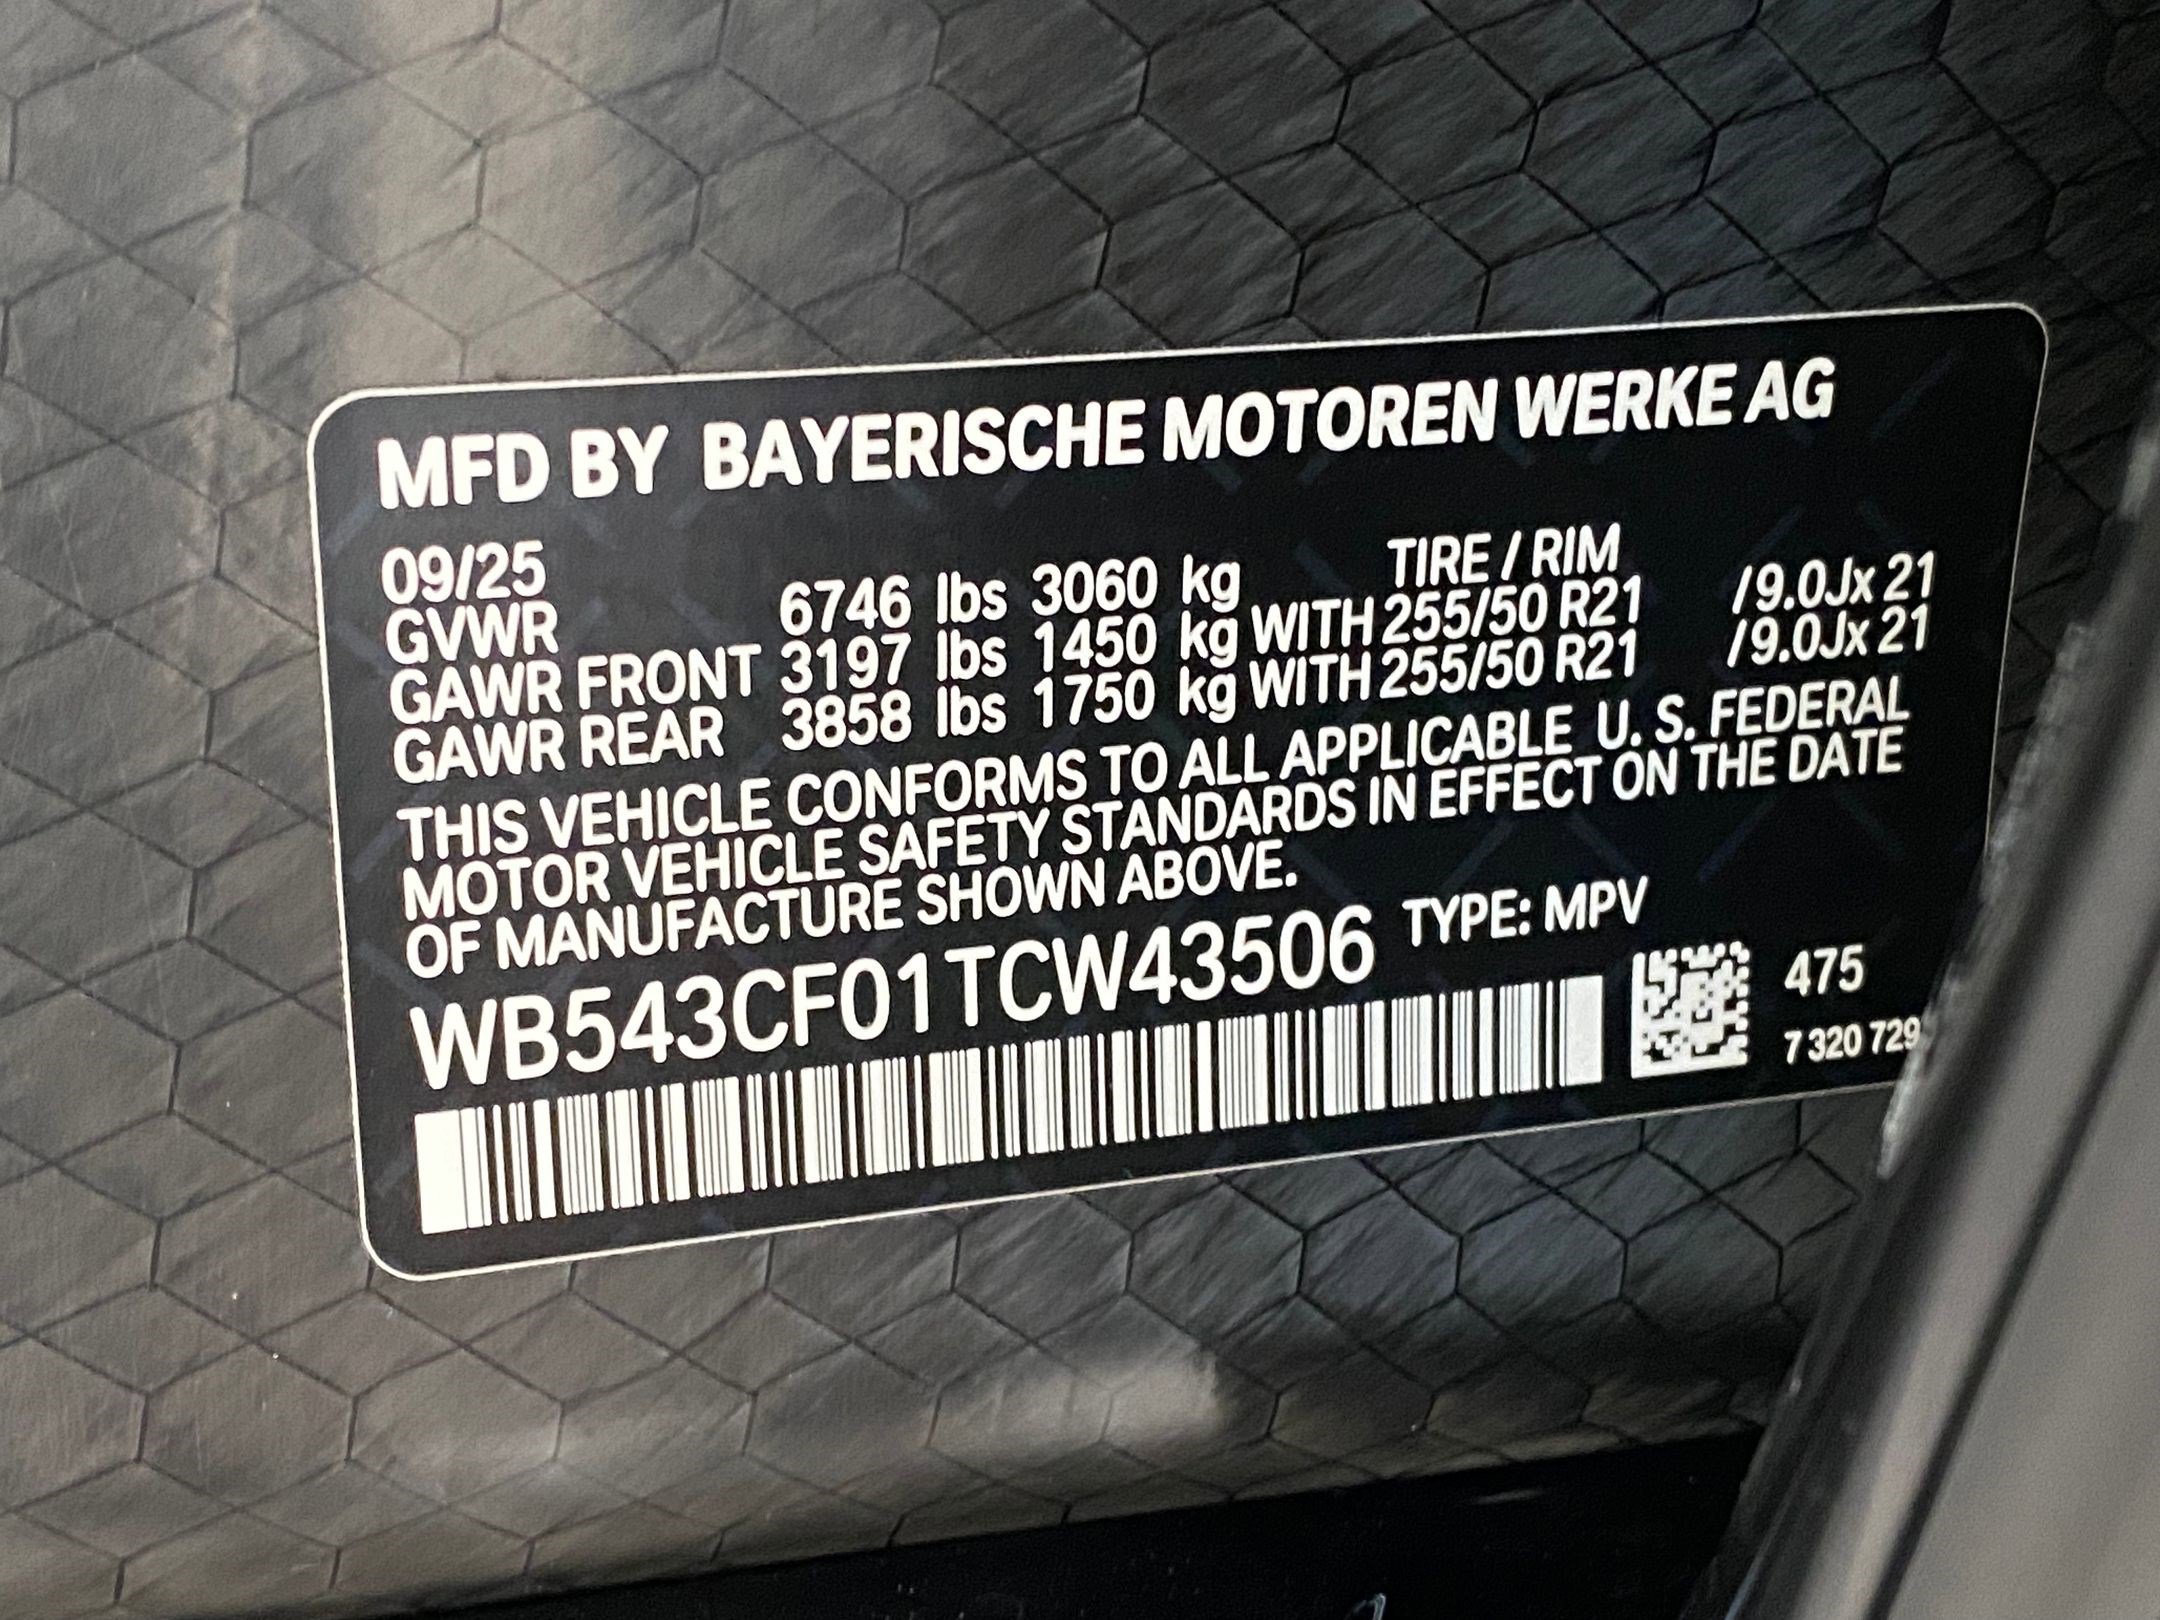 MFD BY BAYERISCHE MOTOREN WERKE AG
09/25 TIRE / RIM
GVWR 6746 lbs 3060 kg
GAWR FRONT 3197 lbs 1450 kg WITH 255/50 R21 /9.0Jx 21
GAWR REAR 3858 lbs 1750 kg WITH 255/50 R21 /9.0Jx 21
THIS VEHICLE CONFORMS TO ALL APPLICABLE U. S. FEDERAL
MOTOR VEHICLE SAFETY STANDARDS IN EFFECT ON THE DATE
OF MANUFACTURE SHOWN ABOVE.
WB543CF01TCW43506 TYPE: MPV
475
7 320 729